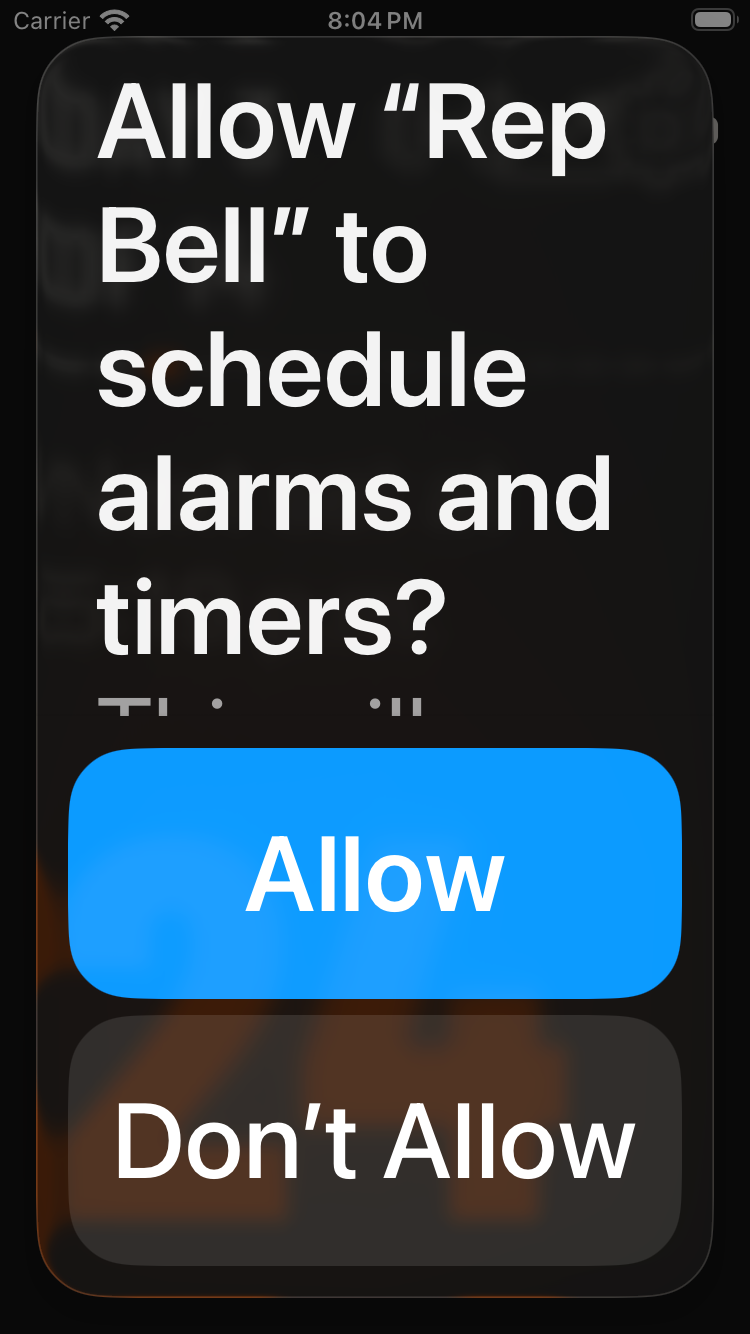 Carrier 8:04 PM
Allow “Rep
Bell” to
schedule
alarms and
timers?
Allow
Don’t Allow